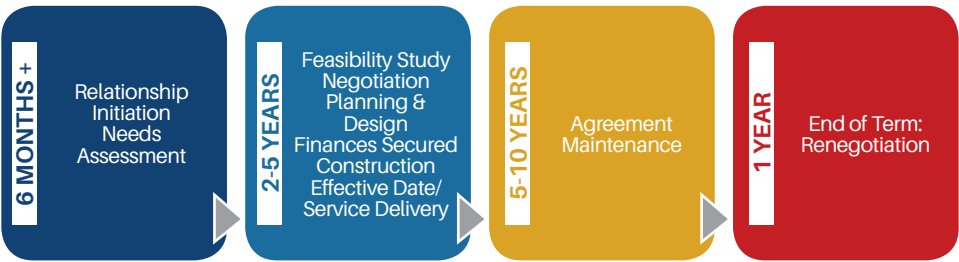 6 MONTHS +
Relationship
Initiation
Needs
Assessment
2-5 YEARS
Feasibility Study
Negotiation
Planning &
Design
Finances Secured
Construction
Effective Date/
Service Delivery
5-10 YEARS
Agreement
Maintenance
1 YEAR
End of Term:
Renegotiation